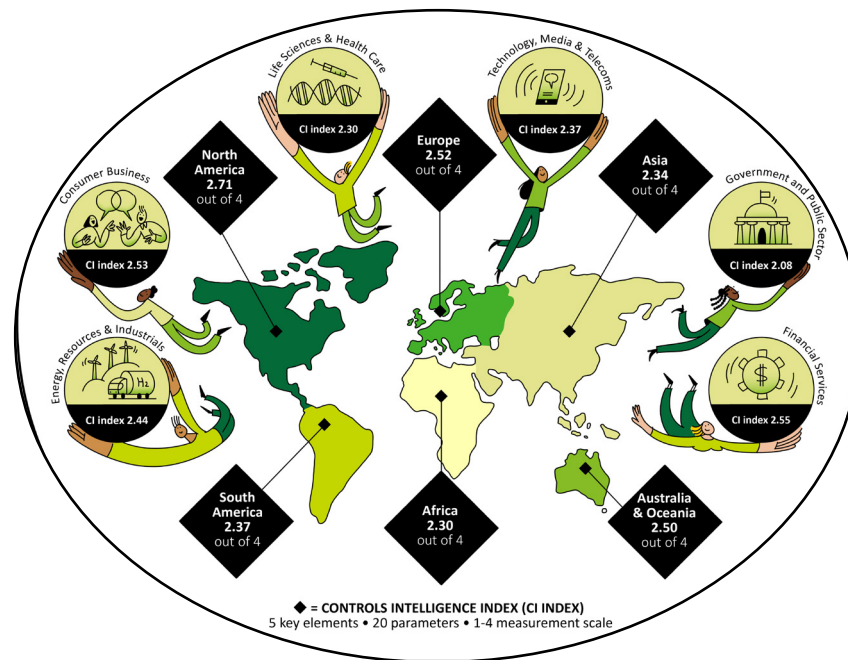 Life Sciences & Health Care
CI index 2.30
Technology, Media & Telecoms
CI index 2.37
North
America
2.71
out of 4
Europe
2.52
out of 4
Asia
2.34
out of 4
Consumer Business
CI index 2.53
Government and Public Sector
CI index 2.08
Energy, Resources & Industrials
H2
CI index 2.44
Financial Services
$
CI index 2.55
South
America
2.37
out of 4
Africa
2.30
out of 4
Australia
& Oceania
2.50
out of 4
◆ = CONTROLS INTELLIGENCE INDEX (CI INDEX)
5 key elements • 20 parameters • 1-4 measurement scale